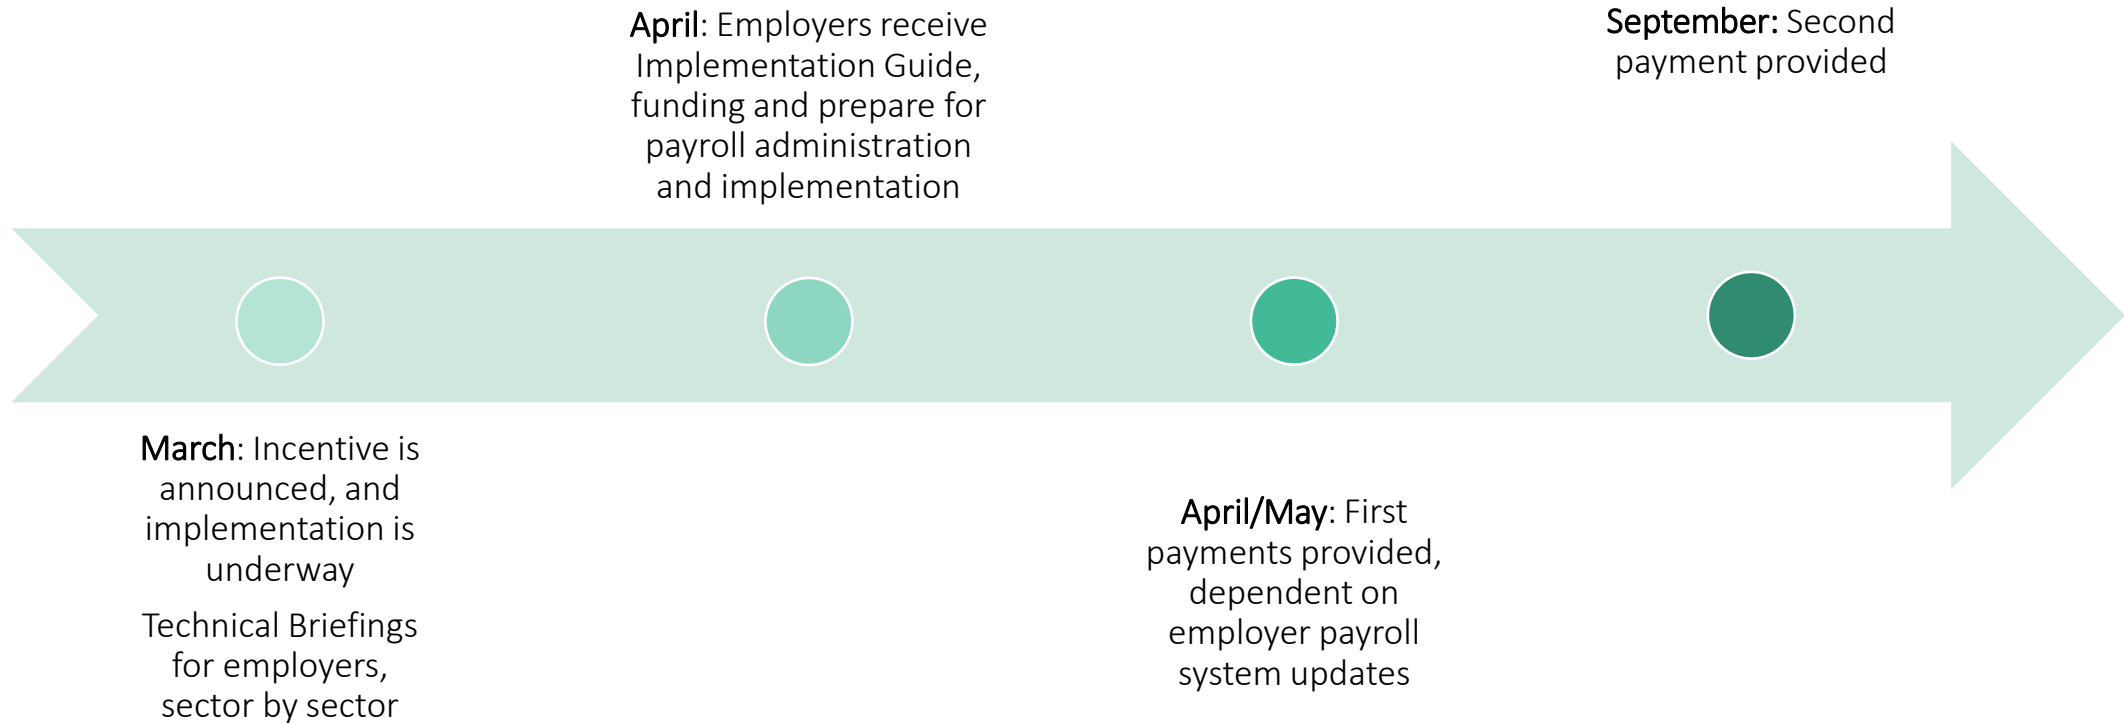 March: Incentive is
announced, and
implementation is
underway
Technical Briefings
for employers,
sector by sector
April: Employers receive
Implementation Guide,
funding and prepare for
payroll administration
and implementation
April/May: First
payments provided,
dependent on
employer payroll
system updates
September: Second
payment provided